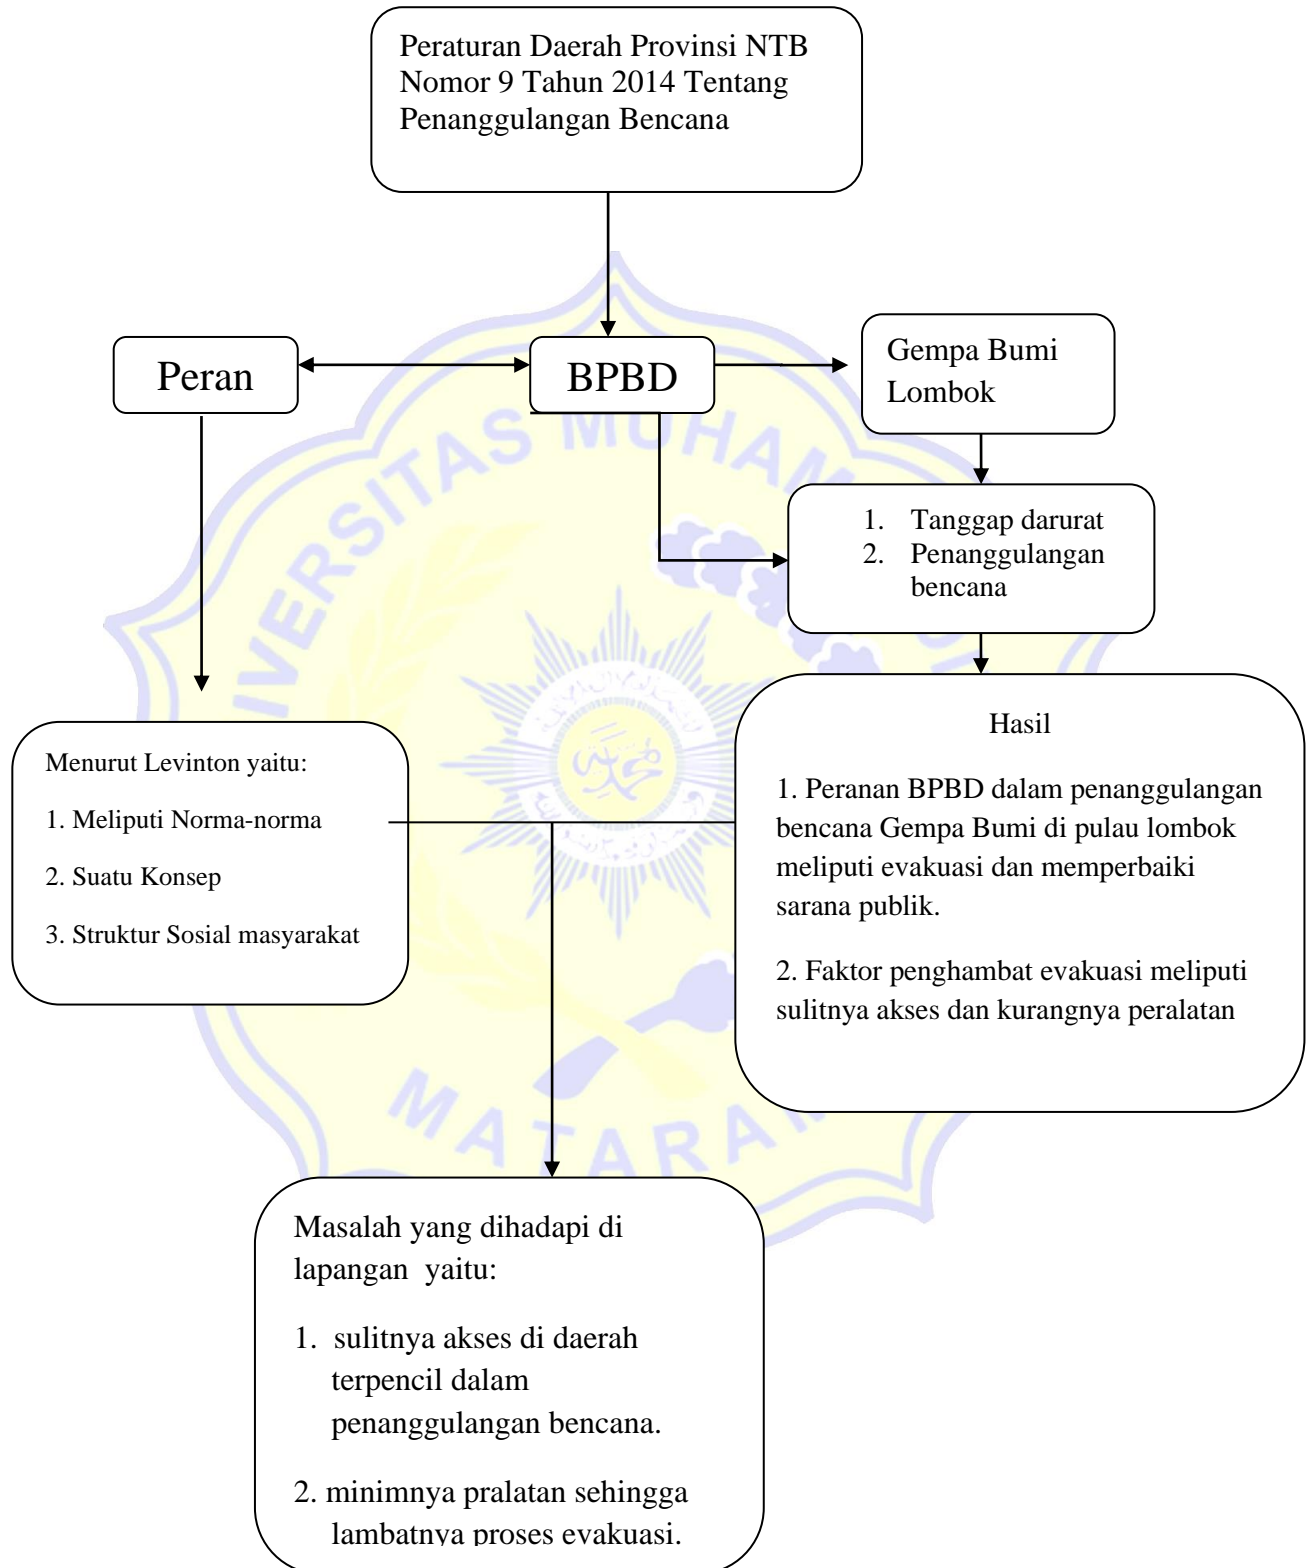 Peraturan Daerah Provinsi NTB
Nomor 9 Tahun 2014 Tentang
Penanggulangan Bencana
Peran
BPBD
Gempa Bumi
Lombok
1. Tanggap darurat
2. Penanggulangan
bencana
Menurut Levinton yaitu:
1. Meliputi Norma-norma
2. Suatu Konsep
3. Struktur Sosial masyarakat
Hasil
1. Peranan BPBD dalam penanggulangan
bencana Gempa Bumi di pulau lombok
meliputi evakuasi dan memperbaiki
sarana publik.
2. Faktor penghambat evakuasi meliputi
sulitnya akses dan kurangnya peralatan
Masalah yang dihadapi di
lapangan yaitu:
1. sulitnya akses di daerah
terpencil dalam
penanggulangan bencana.
2. minimnya pralatan sehingga
lambatnya proses evakuasi.
IVERSITAS MUHAM
MATARAM